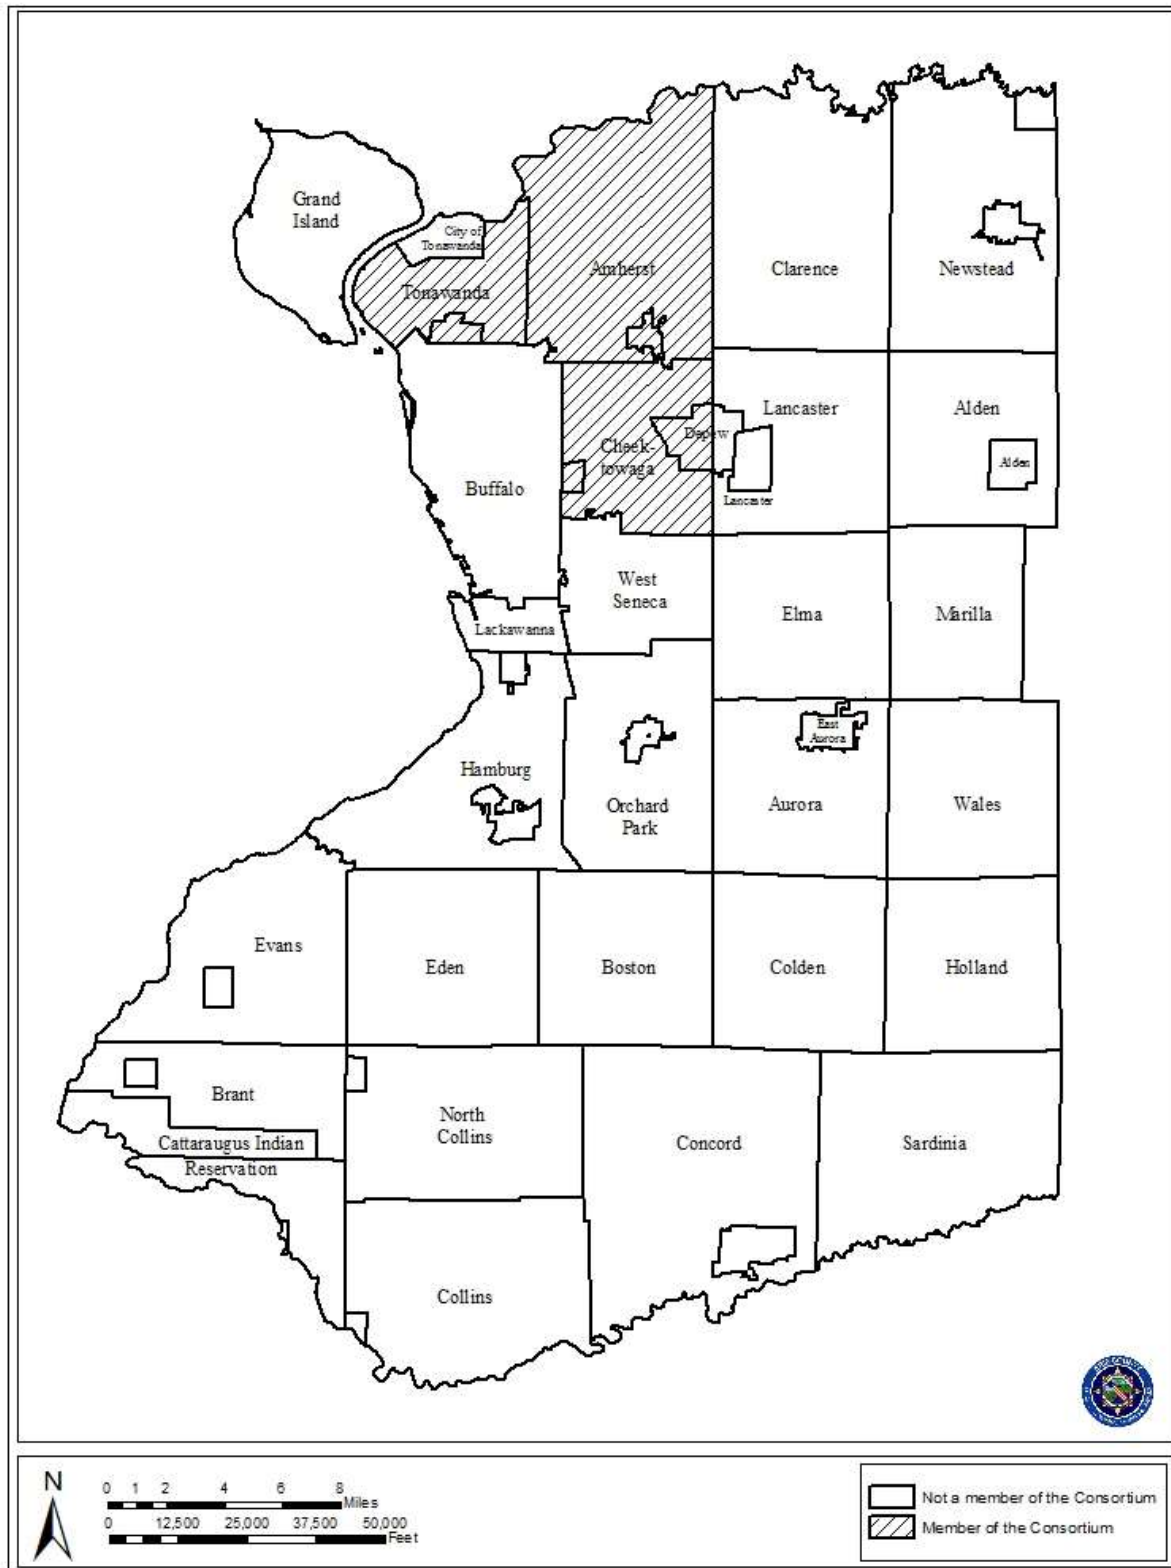 Grand
Island
City of
Tonawanda
Tonawanda
Amherst
Clarence
Newstead
Lancaster
Alden
Depew
Cheek-
towaga
Alden
Lancaster
Buffalo
West
Seneca
Elma
Marilla
Lackawanna
East
Aurora
Hamburg
Orchard
Park
Aurora
Wales
Evans
Eden
Boston
Colden
Holland
Brant
North
Collins
Cattaraugus Indian
Reservation
Concord
Sardinia
Collins
N
0 1 2 4 6 8
Miles
0 12,500 25,000 37,500 50,000
Feet
Not a member of the Consortium
Member of the Consortium